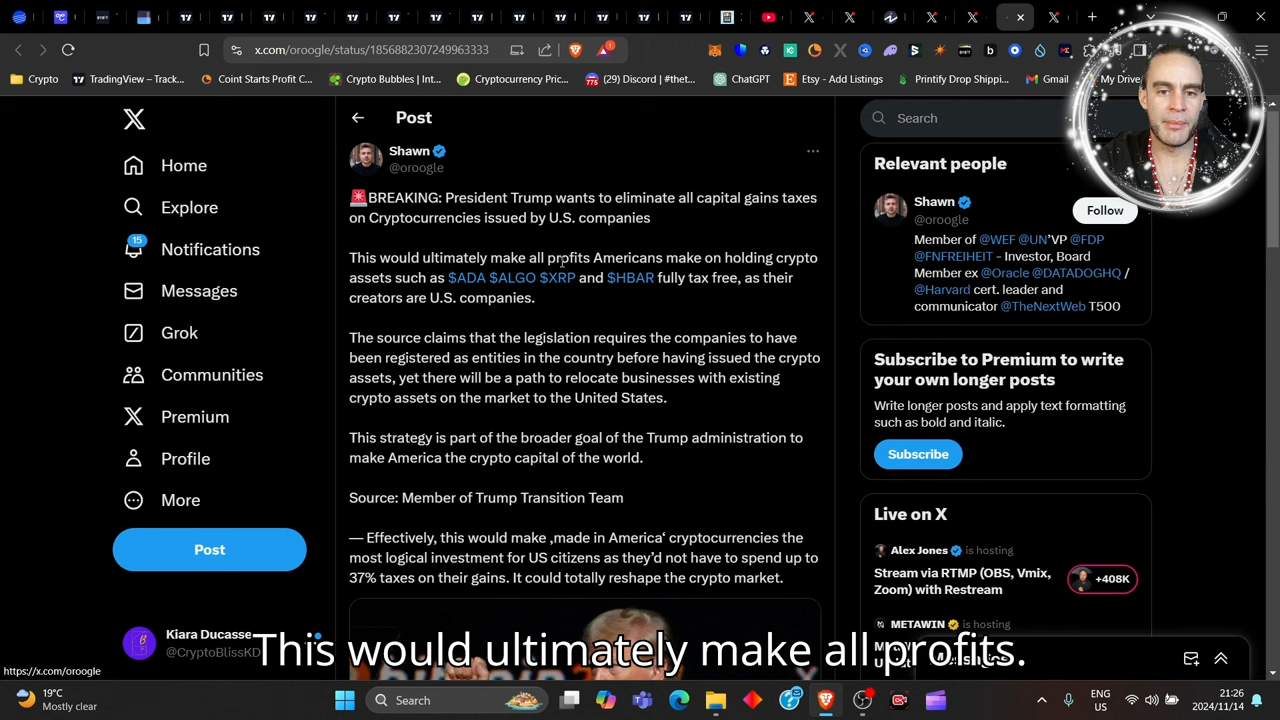 x.com/oroogle/status/1856882307249963333
1
EN
Crypto
TradingView – Track...
Coint Starts Profit C...
Crypto Bubbles | Int...
Cryptocurrency Pric...
(29) Discord | #thet...
ChatGPT
Etsy - Add Listings
Printify Drop Shippi...
Gmail
My Drive
Post
Search
Home
Explore
15
Notifications
Messages
Grok
Communities
Premium
Profile
More
Post
Kiara Ducasse
@CryptoBlissKD
Shawn
@oroogle
🚨BREAKING: President Trump wants to eliminate all capital gains taxes
on Cryptocurrencies issued by U.S. companies
This would ultimately make all profits Americans make on holding crypto
assets such as $ADA $ALGO $XRP and $HBAR fully tax free, as their
creators are U.S. companies.
The source claims that the legislation requires the companies to have
been registered as entities in the country before having issued the crypto
assets, yet there will be a path to relocate businesses with existing
crypto assets on the market to the United States.
This strategy is part of the broader goal of the Trump administration to
make America the crypto capital of the world.
Source: Member of Trump Transition Team
— Effectively, this would make ‚made in America‘ cryptocurrencies the
most logical investment for US citizens as they’d not have to spend up to
37% taxes on their gains. It could totally reshape the crypto market.
Relevant people
Shawn
@oroogle
Follow
Member of @WEF @UN’VP @FDP
@FNFREIHEIT - Investor, Board
Member ex @Oracle @DATADOGHQ /
@Harvard cert. leader and
communicator @TheNextWeb T500
Subscribe to Premium to write
your own longer posts
Write longer posts and apply text formatting
such as bold and italic.
Subscribe
Live on X
Alex Jones is hosting
Stream via RTMP (OBS, Vmix,
Zoom) with Restream
+408K
METAWIN is hosting
Messages
This would ultimately make all profits.
https://x.com/oroogle
19°C
Mostly clear
Search
ENG
US
21:26
2024/11/14